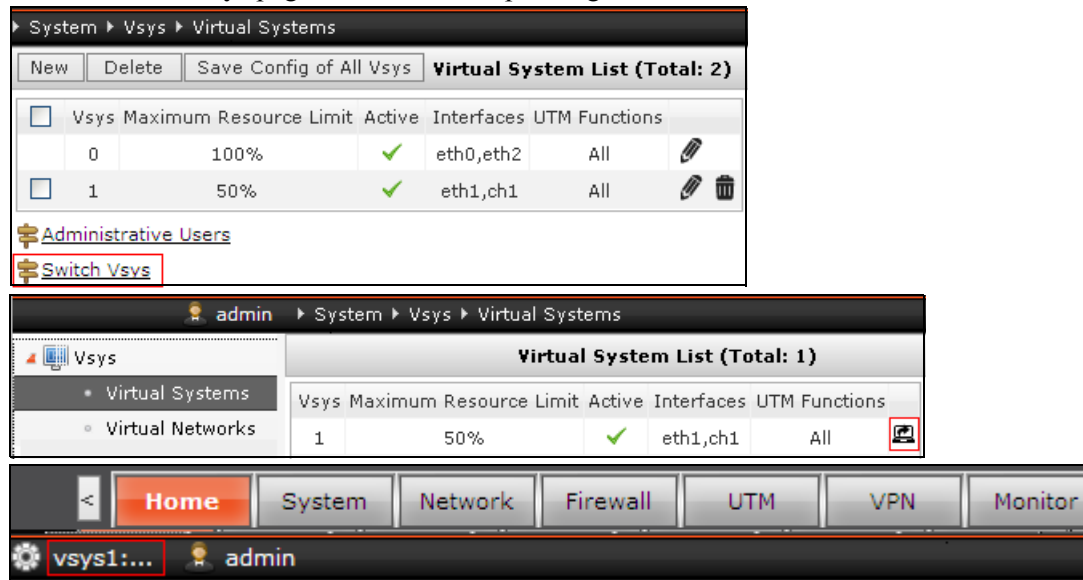 System Vsys Virtual Systems
New Delete Save Config of All Vsys Virtual System List (Total: 2)
Vsys Maximum Resource Limit Active Interfaces UTM Functions
0 100% eth0,eth2 All
1 50% eth1,ch1 All
Administrative Users
Switch Vsys
admin System Vsys Virtual Systems
Vsys Virtual System List (Total: 1)
Virtual Systems Vsys Maximum Resource Limit Active Interfaces UTM Functions
Virtual Networks 1 50% eth1,ch1 All
< Home System Network Firewall UTM VPN Monitor
vsys1:... admin